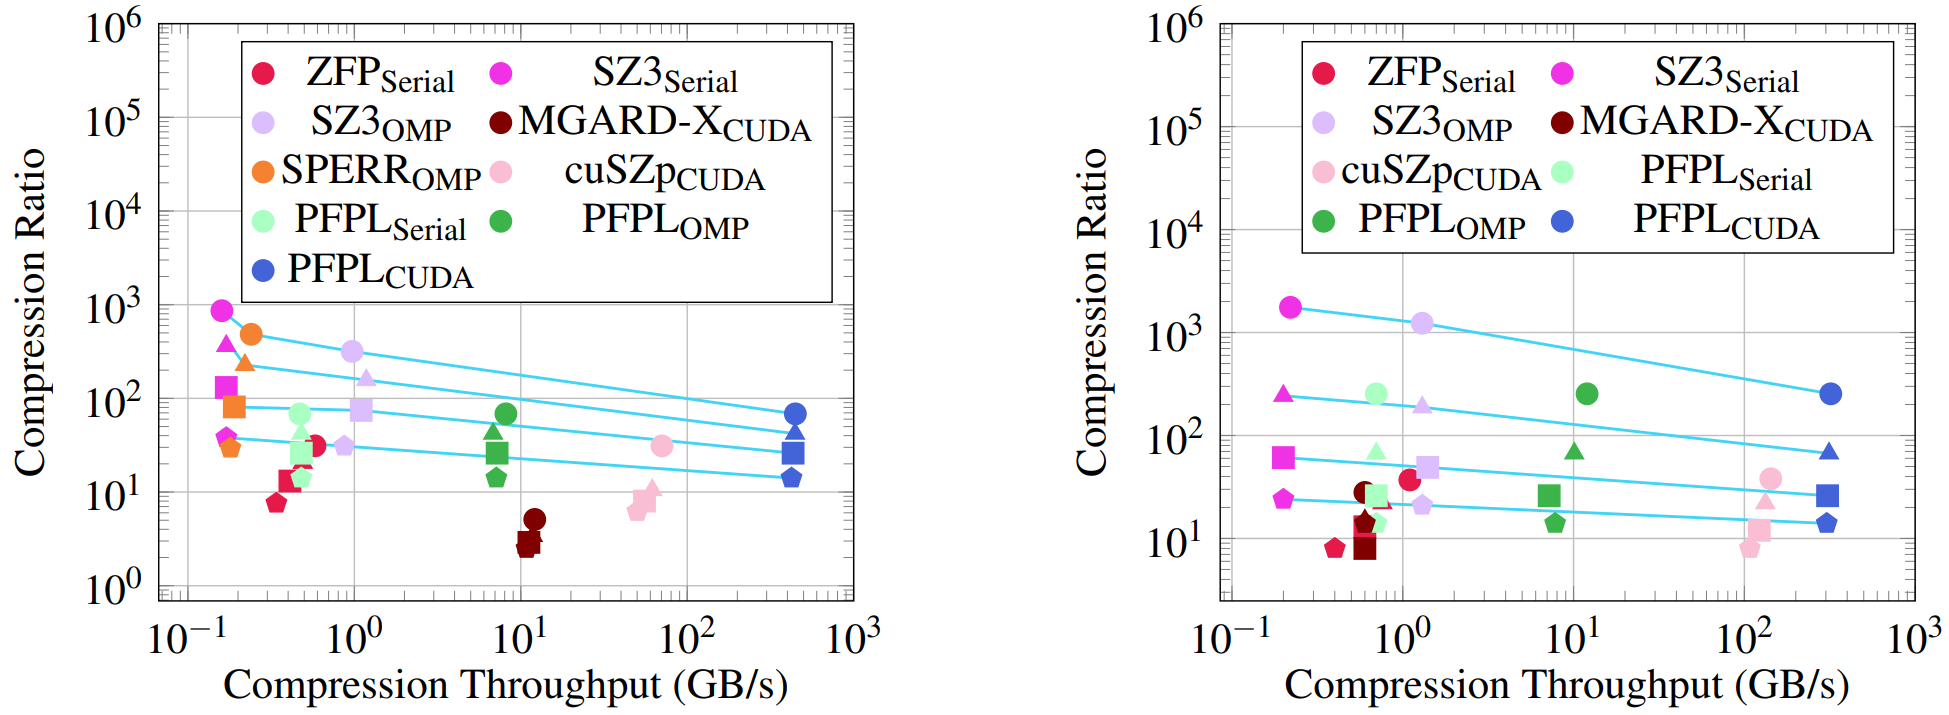 10^6
10^5
10^4
10^3
10^2
10^1
10^0
Compression Ratio
ZFP_Serial SZ3_Serial
SZ3_OMP MGARD-X_CUDA
SPERR_OMP cuSZp_CUDA
PFPL_Serial PFPL_OMP
PFPL_CUDA
10^−1 10^0 10^1 10^2 10^3
Compression Throughput (GB/s)
10^6
10^5
10^4
10^3
10^2
10^1
Compression Ratio
ZFP_Serial SZ3_Serial
SZ3_OMP MGARD-X_CUDA
cuSZp_CUDA PFPL_Serial
PFPL_OMP PFPL_CUDA
10^−1 10^0 10^1 10^2 10^3
Compression Throughput (GB/s)